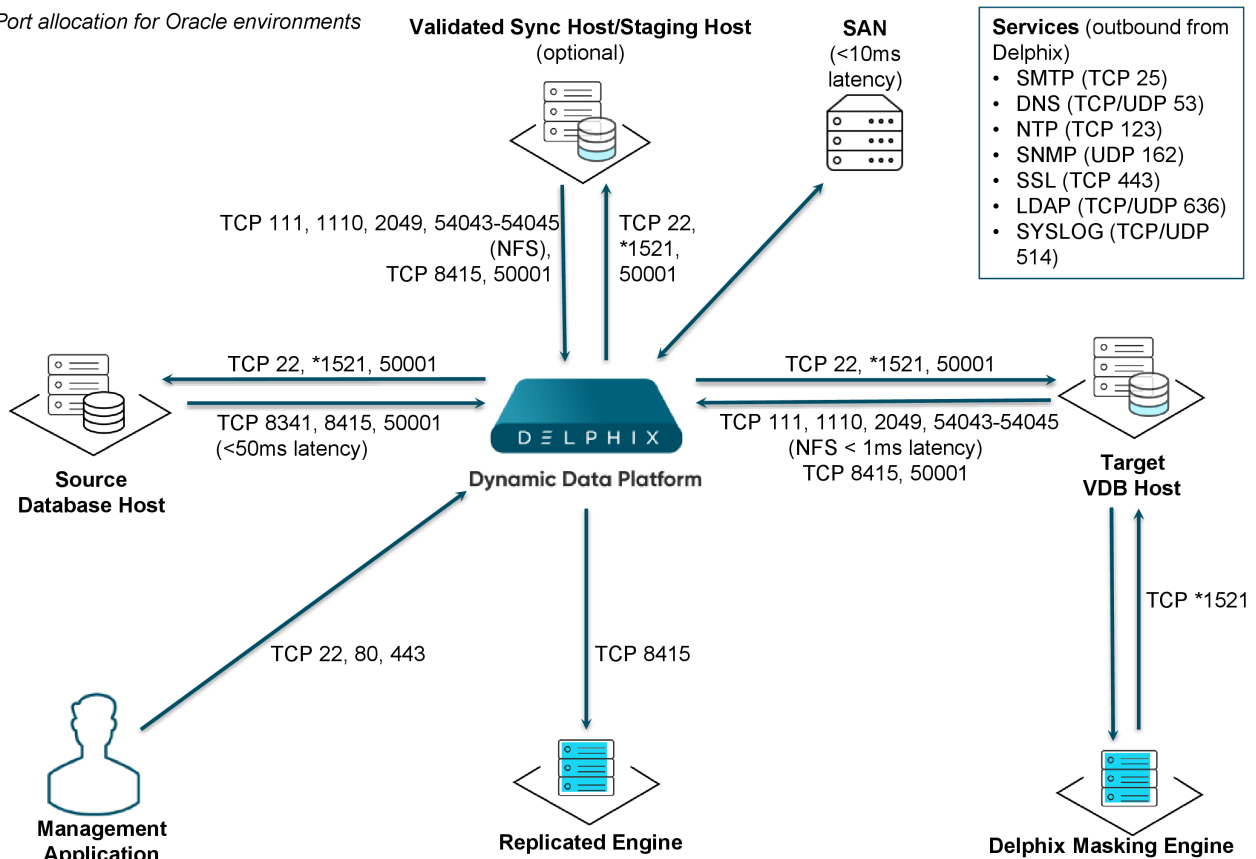 Port allocation for Oracle environments
Validated Sync Host/Staging Host
(optional)
SAN
(<10ms
latency)
Services (outbound from
Delphix)
• SMTP (TCP 25)
• DNS (TCP/UDP 53)
• NTP (TCP 123)
• SNMP (UDP 162)
• SSL (TCP 443)
• LDAP (TCP/UDP 636)
• SYSLOG (TCP/UDP
514)
TCP 111, 1110, 2049, 54043-54045
(NFS),
TCP 8415, 50001
TCP 22,
*1521,
50001
TCP 22, *1521, 50001
TCP 8341, 8415, 50001
(<50ms latency)
Source
Database Host
DELPHIX
Dynamic Data Platform
TCP 22, *1521, 50001
TCP 111, 1110, 2049, 54043-54045
(NFS < 1ms latency)
TCP 8415, 50001
Target
VDB Host
TCP *1521
TCP 22, 80, 443
TCP 8415
Management
Application
Replicated Engine
Delphix Masking Engine